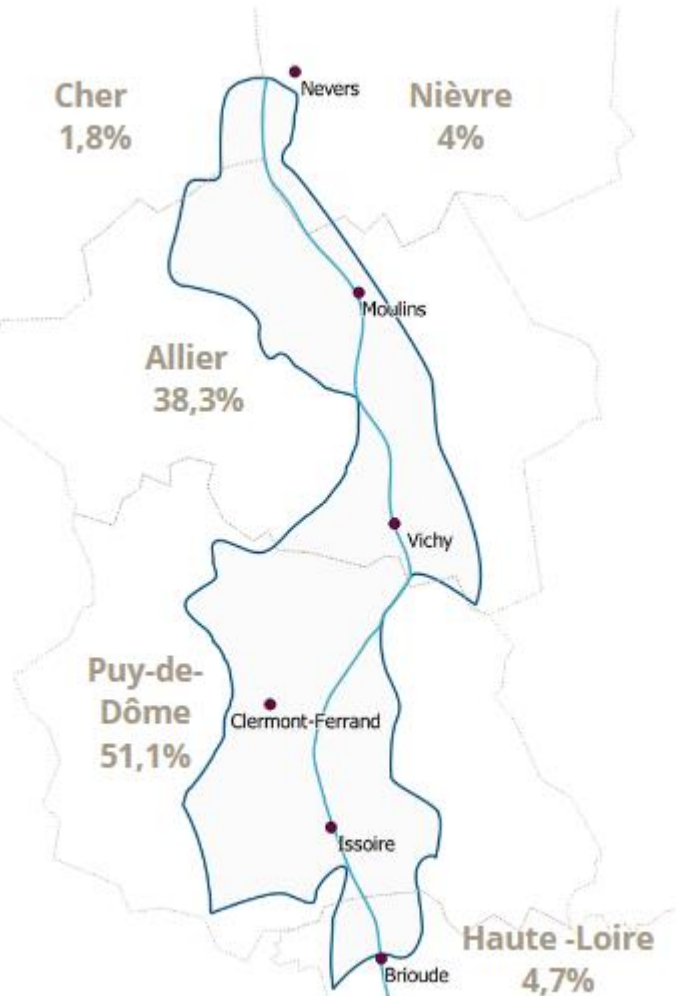 Cher
1,8%
Nièvre
4%
Nevers
Moulins
Allier
38,3%
Vichy
Puy-de-
Dôme
51,1%
Clermont-Ferrand
Issoire
Haute -Loire
4,7%
Brioude